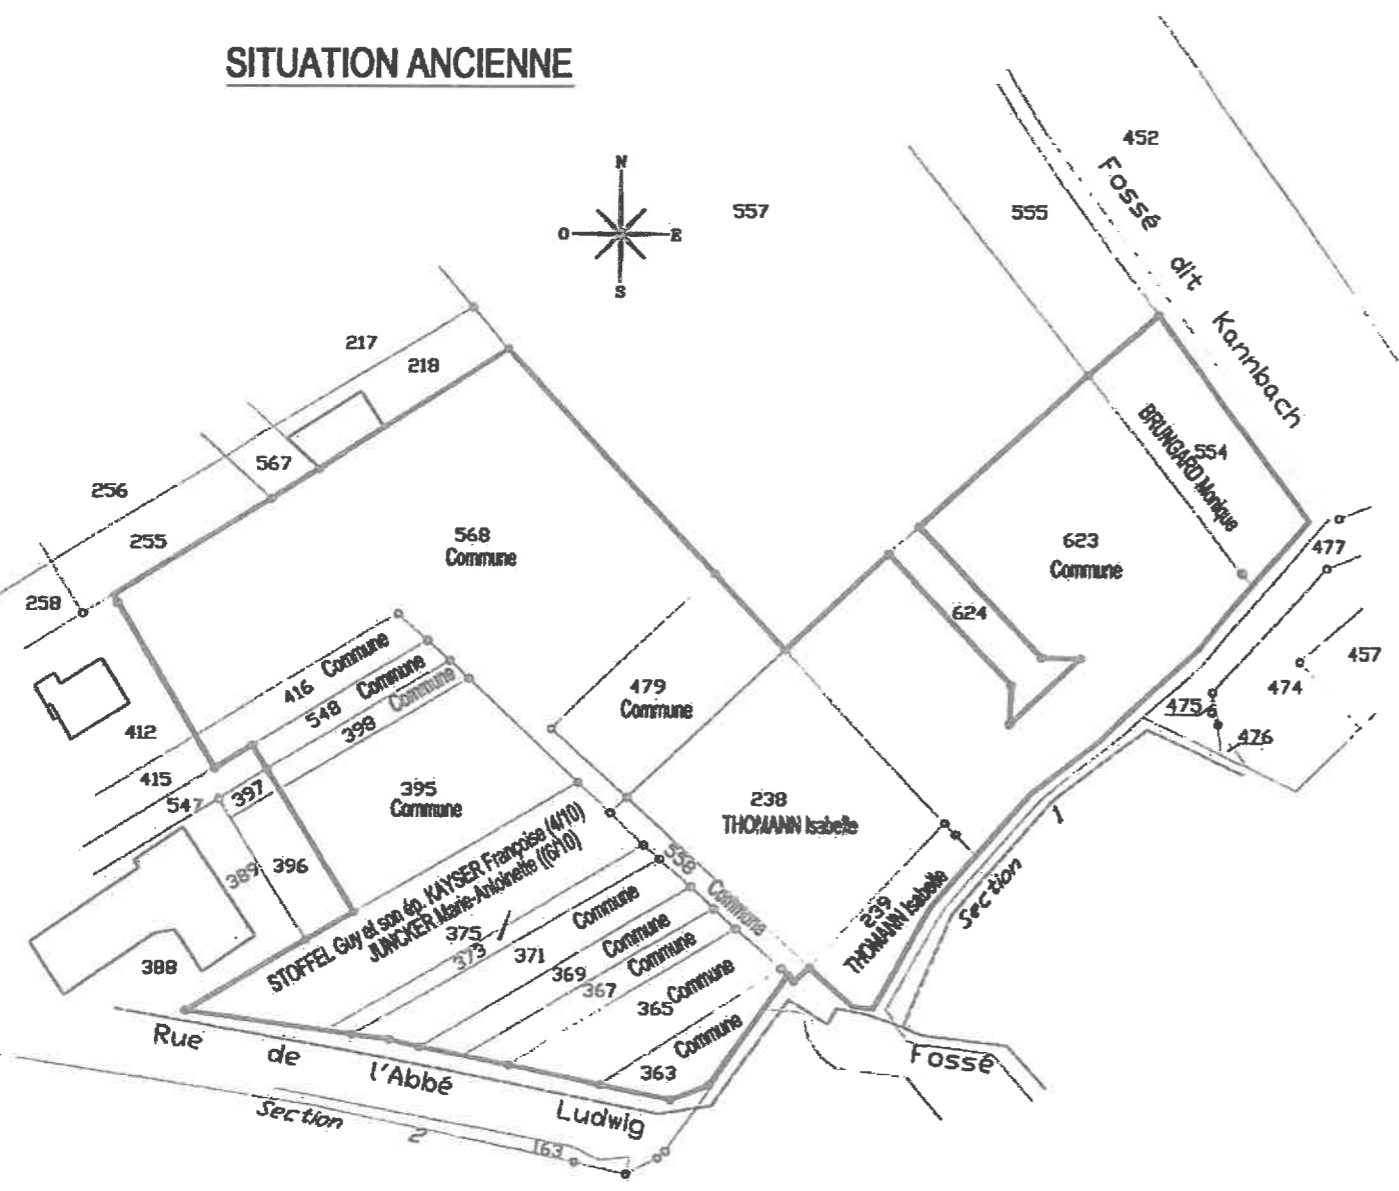 SITUATION ANCIENNE
N
O
E
S
452
Fossé dit Kannbach
557
555
217
218
567
256
255
258
568
Commune
BRUNGARD Monique
554
623
Commune
477
624
457
474
475
476
416 Commune
548 Commune
398 Commune
479
Commune
412
415
547
397
395
Commune
238
THOMANN Isabelle
389
396
STOFFEL Guy et son ép. KAYSER Françoise (4/10)
JUNCKER Marie-Antoinette ((6/10)
558 Commune
239
THOMANN Isabelle
Section 1
375
373
371 Commune
369 Commune
367 Commune
365 Commune
363 Commune
388
Rue de l'Abbé Ludwig
Fossé
Section 2
163